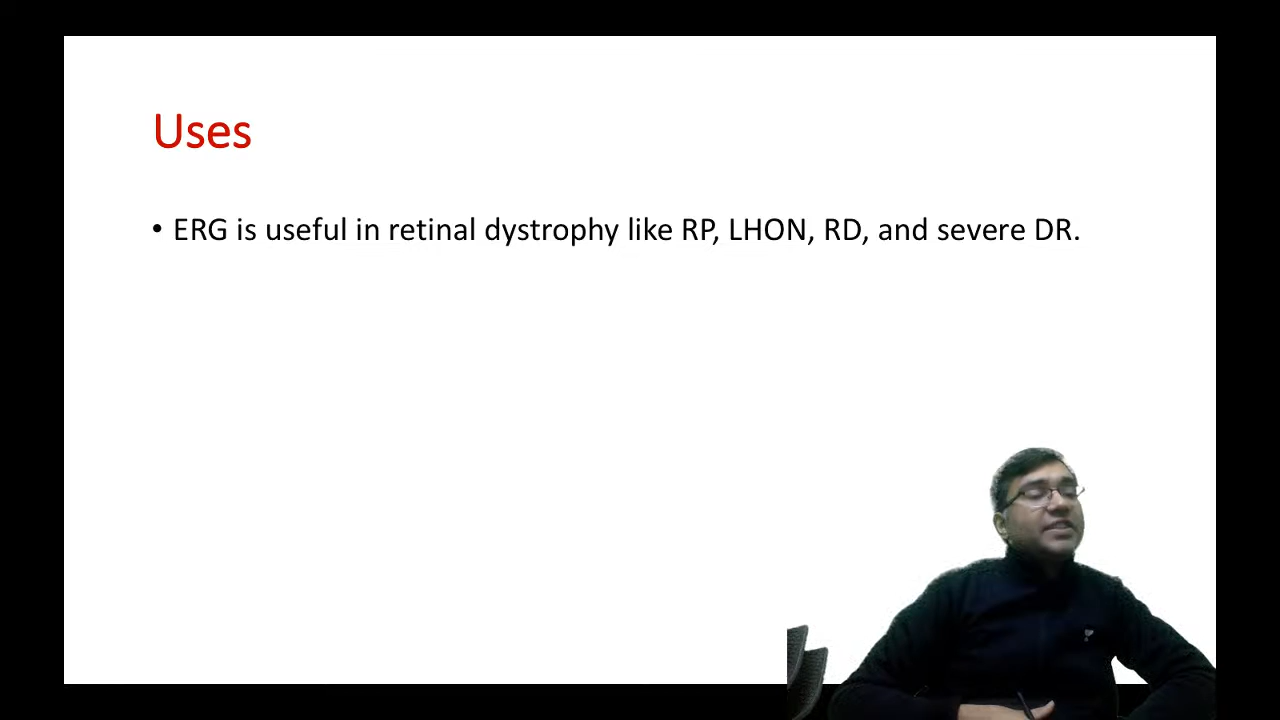 Uses
• ERG is useful in retinal dystrophy like RP, LHON, RD, and severe DR.